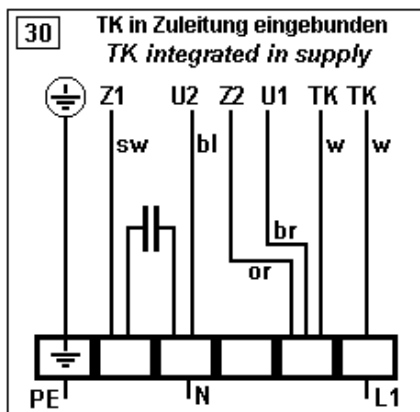 30
TK in Zuleitung eingebunden
TK integrated in supply
Z1 U2 Z2 U1 TK TK
sw bl w w
br
or
PE N L1